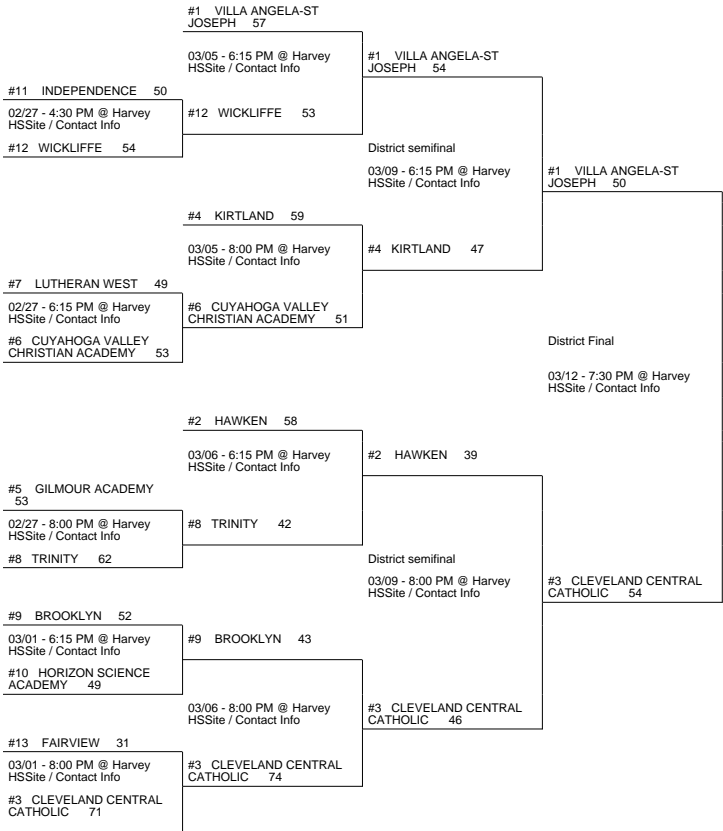 #1 VILLA ANGELA-ST
JOSEPH 57
03/05 - 6:15 PM @ Harvey
HSSite / Contact Info
#1 VILLA ANGELA-ST
JOSEPH 54
#11 INDEPENDENCE 50
02/27 - 4:30 PM @ Harvey
HSSite / Contact Info
#12 WICKLIFFE 53
#12 WICKLIFFE 54
District semifinal
03/09 - 6:15 PM @ Harvey
HSSite / Contact Info
#1 VILLA ANGELA-ST
JOSEPH 50
#4 KIRTLAND 59
03/05 - 8:00 PM @ Harvey
HSSite / Contact Info
#4 KIRTLAND 47
#7 LUTHERAN WEST 49
02/27 - 6:15 PM @ Harvey
HSSite / Contact Info
#6 CUYAHOGA VALLEY
CHRISTIAN ACADEMY 51
#6 CUYAHOGA VALLEY
CHRISTIAN ACADEMY 53
District Final
03/12 - 7:30 PM @ Harvey
HSSite / Contact Info
#2 HAWKEN 58
03/06 - 6:15 PM @ Harvey
HSSite / Contact Info
#2 HAWKEN 39
#5 GILMOUR ACADEMY
53
02/27 - 8:00 PM @ Harvey
HSSite / Contact Info
#8 TRINITY 42
#8 TRINITY 62
District semifinal
03/09 - 8:00 PM @ Harvey
HSSite / Contact Info
#3 CLEVELAND CENTRAL
CATHOLIC 54
#9 BROOKLYN 52
03/01 - 6:15 PM @ Harvey
HSSite / Contact Info
#9 BROOKLYN 43
#10 HORIZON SCIENCE
ACADEMY 49
03/06 - 8:00 PM @ Harvey
HSSite / Contact Info
#3 CLEVELAND CENTRAL
CATHOLIC 46
#13 FAIRVIEW 31
03/01 - 8:00 PM @ Harvey
HSSite / Contact Info
#3 CLEVELAND CENTRAL
CATHOLIC 74
#3 CLEVELAND CENTRAL
CATHOLIC 71